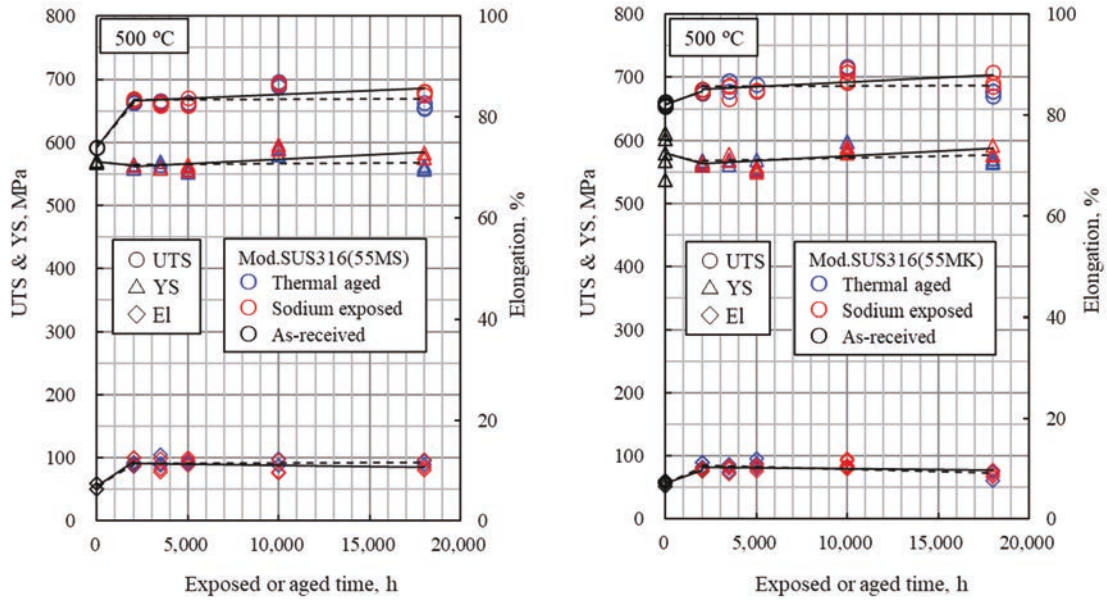 500 ºC
UTS & YS, MPa
800
700
600
500
400
300
200
100
0
UTS
YS
El
Mod.SUS316(55MS)
Thermal aged
Sodium exposed
As-received
100
80
60
40
20
0
Elongation, %
0 5,000 10,000 15,000 20,000
Exposed or aged time, h
500 ºC
UTS & YS, MPa
800
700
600
500
400
300
200
100
0
UTS
YS
El
Mod.SUS316(55MK)
Thermal aged
Sodium exposed
As-received
100
80
60
40
20
0
Elongation, %
0 5,000 10,000 15,000 20,000
Exposed or aged time, h